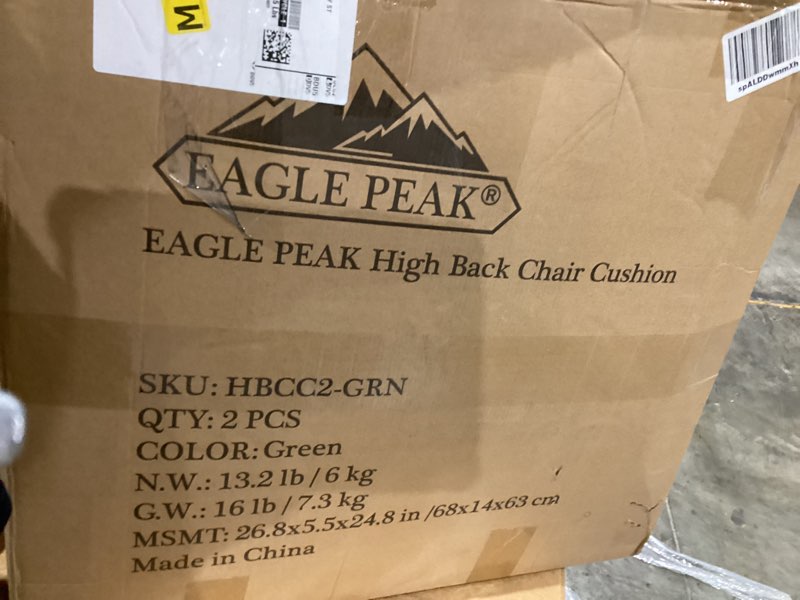 M
spALDDwmmXh
EAGLE PEAK®
EAGLE PEAK High Back Chair Cushion
SKU: HBCC2-GRN
QTY: 2 PCS
COLOR: Green
N.W.: 13.2 lb / 6 kg
G.W.: 16 lb / 7.3 kg
MSMT: 26.8x5.5x24.8 in /68x14x63 cm
Made in China